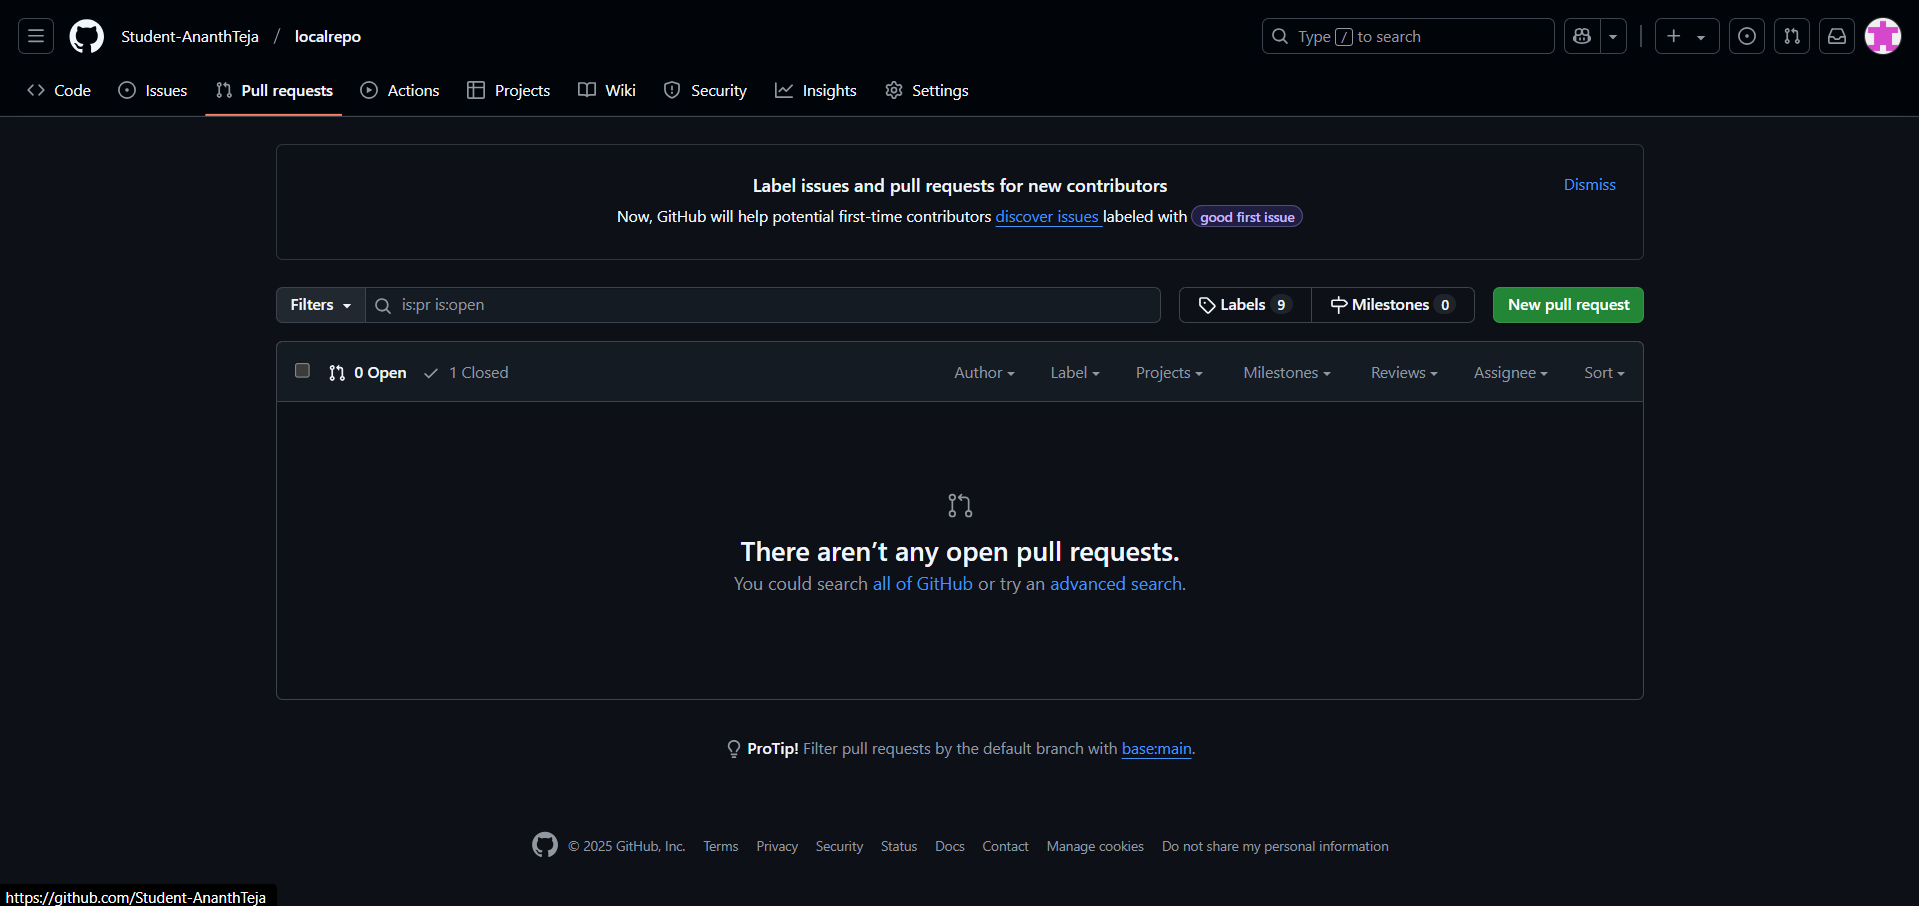 Student-AnanthTeja / localrepo
Type / to search
Code Issues Pull requests Actions Projects Wiki Security Insights Settings
Label issues and pull requests for new contributors
Dismiss
Now, GitHub will help potential first-time contributors discover issues labeled with good first issue
Filters is:pr is:open Labels 9 Milestones 0 New pull request
0 Open 1 Closed Author Label Projects Milestones Reviews Assignee Sort
There aren’t any open pull requests.
You could search all of GitHub or try an advanced search.
ProTip! Filter pull requests by the default branch with base:main.
© 2025 GitHub, Inc. Terms Privacy Security Status Docs Contact Manage cookies Do not share my personal information
https://github.com/Student-AnanthTeja